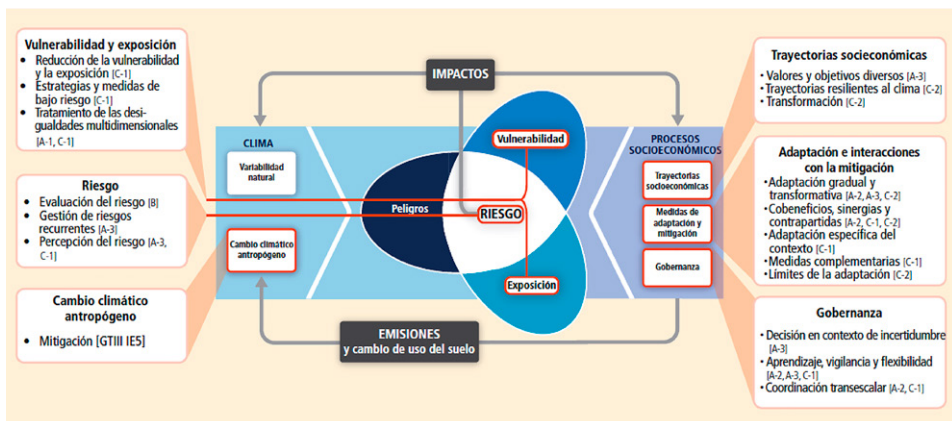 Vulnerabilidad y exposición
• Reducción de la vulnerabilidad
y la exposición [C-1]
• Estrategias y medidas de
bajo riesgo [C-1]
• Tratamiento de las desi-
gualdades multidimensionales
[A-1, C-1]
Riesgo
• Evaluación del riesgo [B]
• Gestión de riesgos
recurrentes [A-3]
• Percepción del riesgo [A-3,
C-1]
Cambio climático
antropógeno
• Mitigación [GTIII IE5]
IMPACTOS
CLIMA
Variabilidad
natural
Cambio climático
antropógeno
Peligros
Vulnerabilidad
RIESGO
Exposición
EMISIONES
y cambio de uso del suelo
PROCESOS
SOCIOECONÓMICOS
Trayectorias
socioeconómicas
Medidas de
adaptación y
mitigación
Gobernanza
Trayectorias socioeconómicas
• Valores y objetivos diversos [A-3]
• Trayectorias resilientes al clima [C-2]
• Transformación [C-2]
Adaptación e interacciones
con la mitigación
• Adaptación gradual y
transformativa [A-2, A-3, C-2]
• Cobeneficios, sinergias y
contrapartidas [A-2, C-1, C-2]
• Adaptación específica del
contexto [C-1]
• Medidas complementarias [C-1]
• Límites de la adaptación [C-2]
Gobernanza
• Decisión en contexto de incertidumbre
[A-3]
• Aprendizaje, vigilancia y flexibilidad
[A-2, A-3, C-1]
• Coordinación transescalar [A-2, C-1]